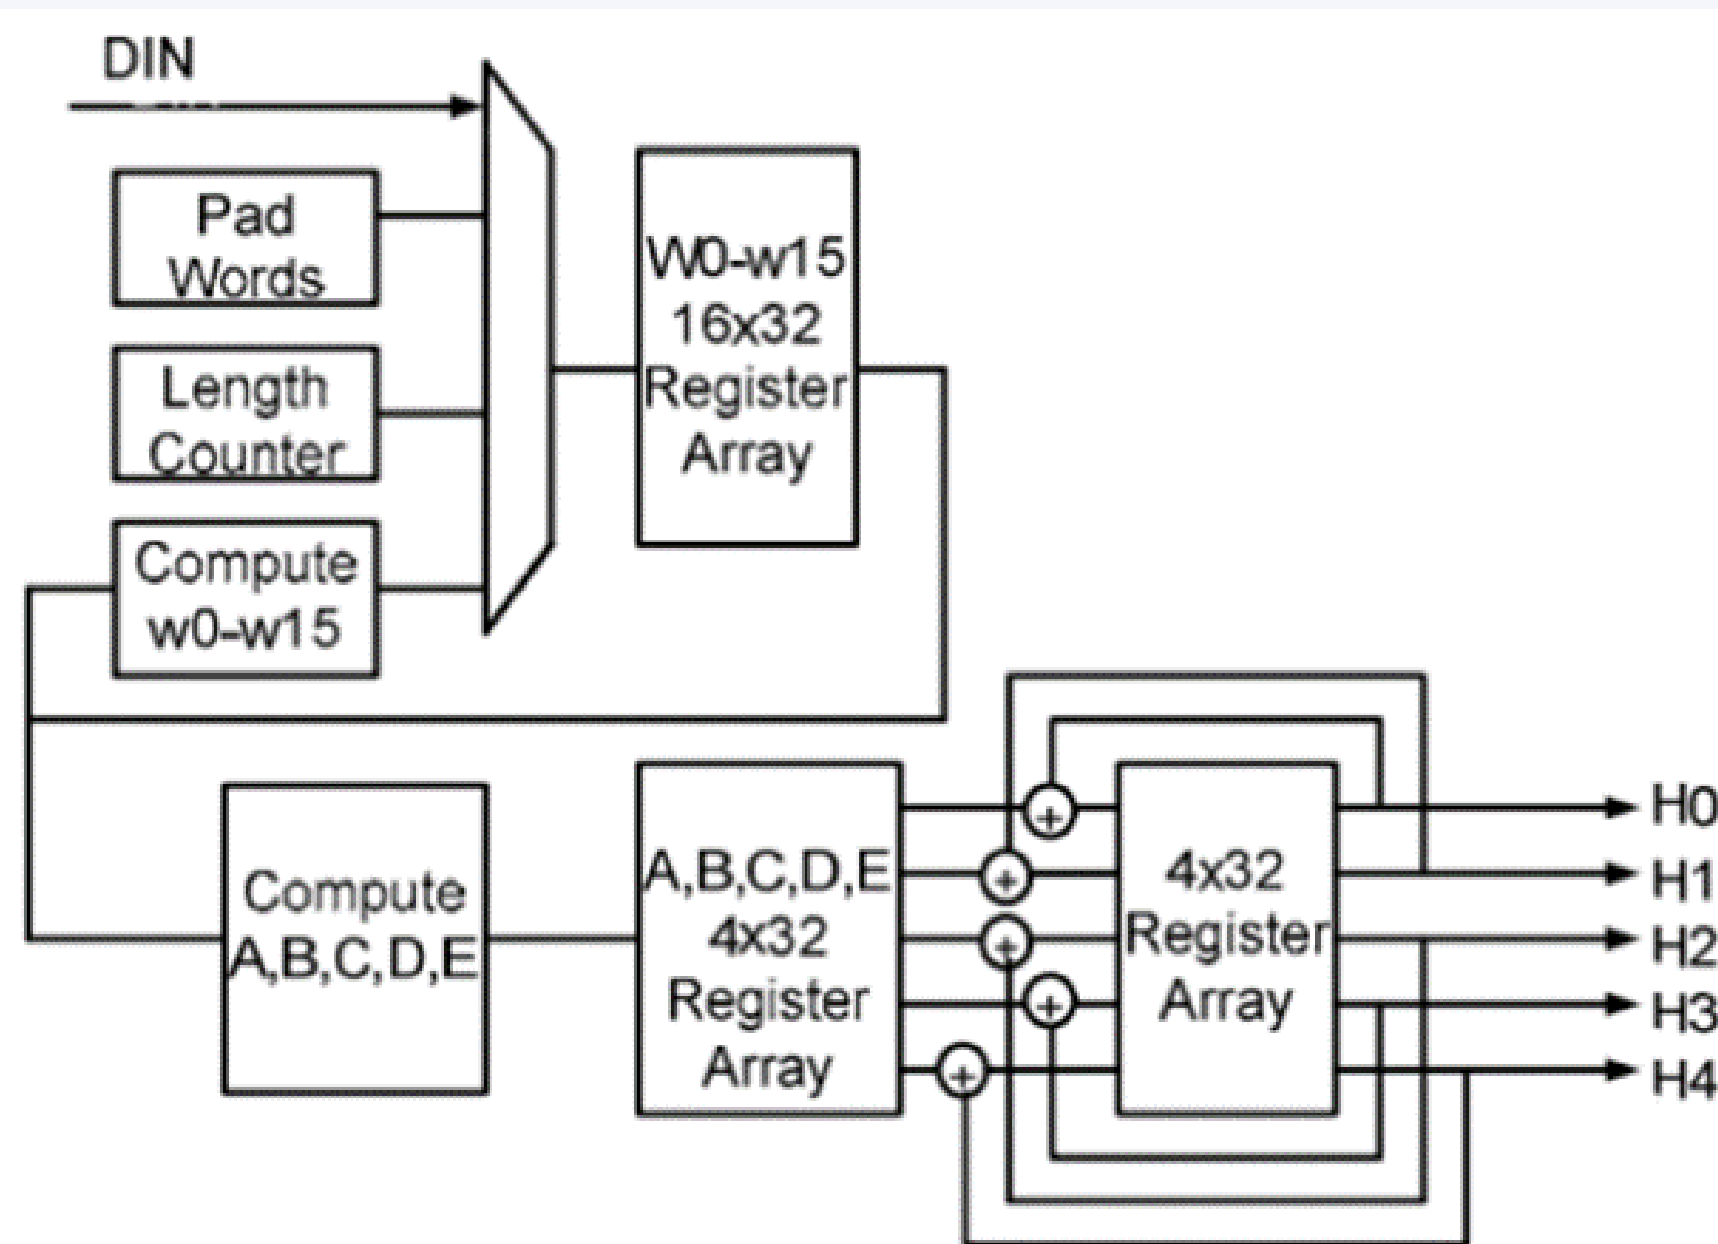 DIN
Pad
Words
Length
Counter
Compute
w0-w15
W0-w15
16x32
Register
Array
Compute
A,B,C,D,E
A,B,C,D,E
4x32
Register
Array
+
+
+
+
+
4x32
Register
Array
H0
H1
H2
H3
H4